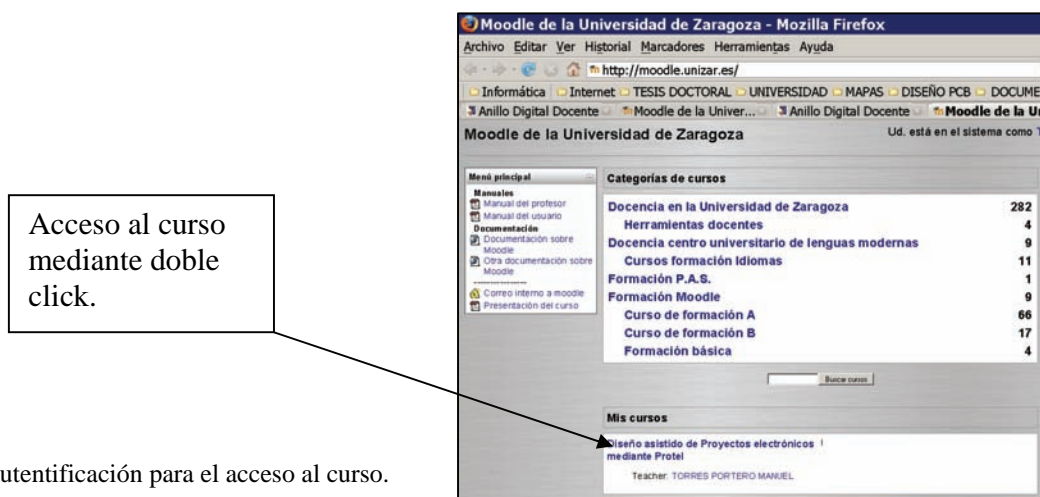 Moodle de la Universidad de Zaragoza - Mozilla Firefox
Archivo Editar Ver Historial Marcadores Herramientas Ayuda
http://moodle.unizar.es/
Informática Internet TESIS DOCTORAL UNIVERSIDAD MAPAS DISEÑO PCB DOCUME
Anillo Digital Docente Moodle de la Univer... Anillo Digital Docente Moodle de la U
Moodle de la Universidad de Zaragoza Ud. está en el sistema como T
Menú principal
Manuales
Manual del profesor
Manual del usuario
Documentación
Documentación sobre
Moodle
Otra documentación sobre
Moodle
----------------
Correo interno a moodle
Presentación del curso
Categorías de cursos
Docencia en la Universidad de Zaragoza 282
Herramientas docentes 4
Docencia centro universitario de lenguas modernas 9
Cursos formación Idiomas 11
Formación P.A.S. 1
Formación Moodle 9
Curso de formación A 66
Curso de formación B 17
Formación básica 4
Buscar cursos
Mis cursos
Diseño asistido de Proyectos electrónicos
mediante Protel
Teacher: TORRES PORTERO MANUEL
Acceso al curso
mediante doble
click.
utentificación para el acceso al curso.